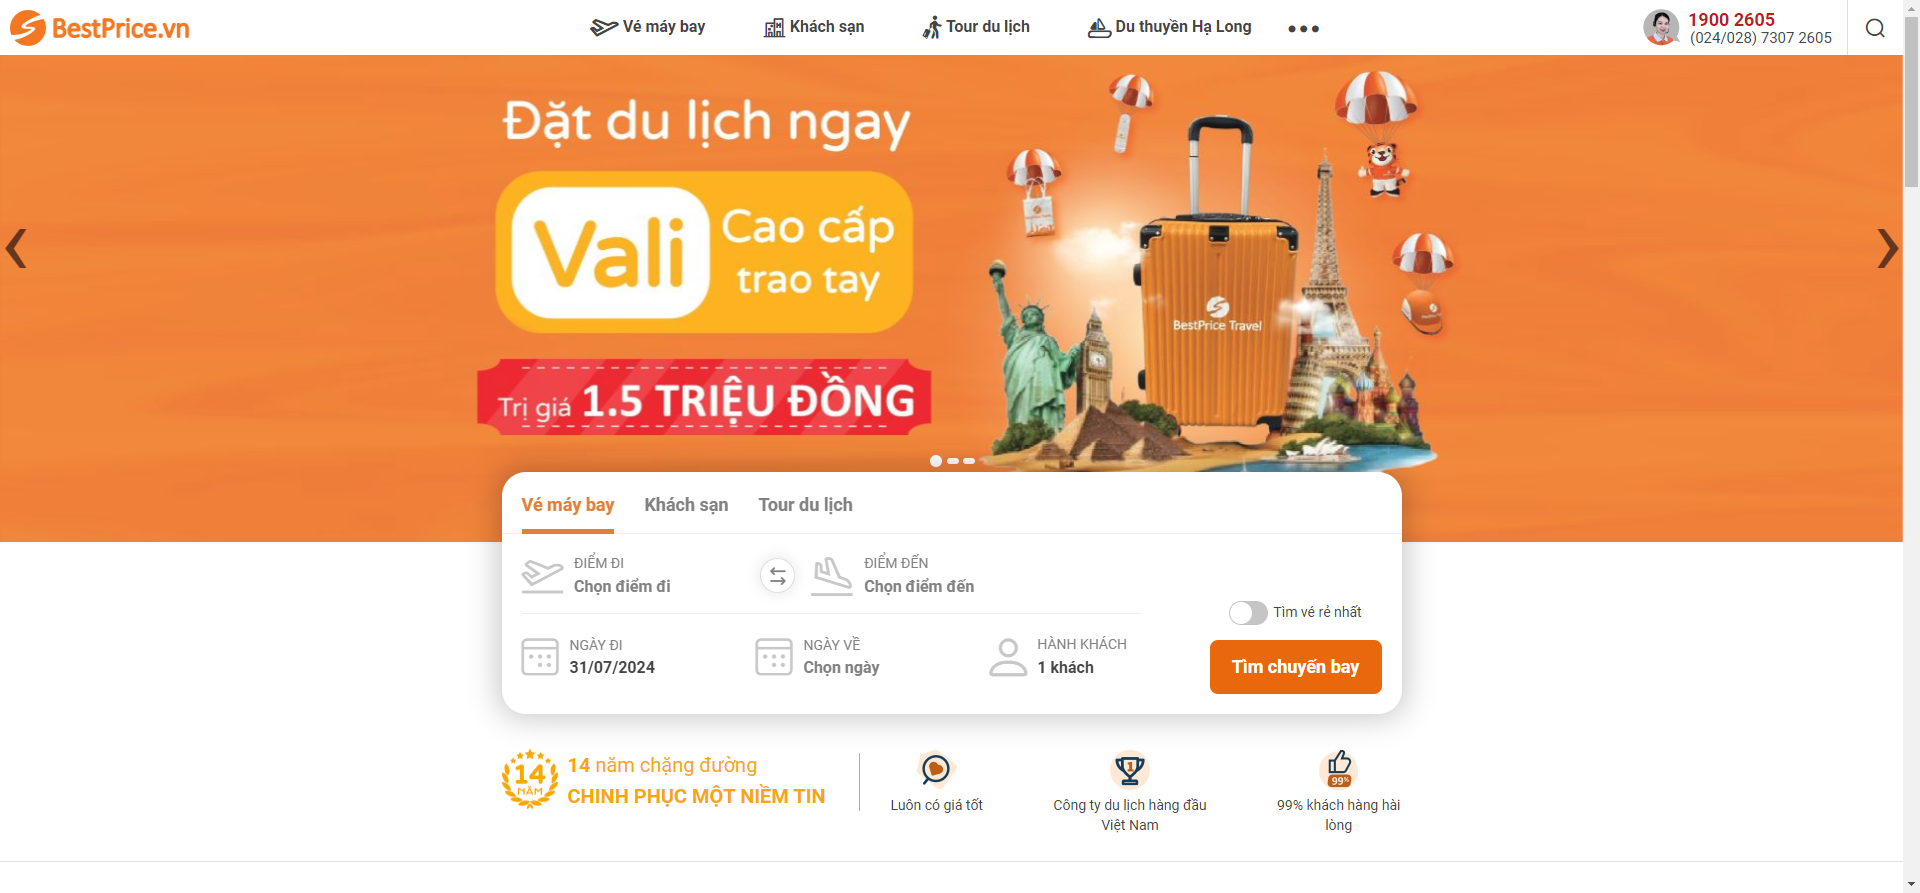 BestPrice.vn
Vé máy bay
Khách sạn
Tour du lịch
Du thuyền Hạ Long
1900 2605
(024/028) 7307 2605
Đặt du lịch ngay
Vali
Cao cấp
trao tay
Trị giá 1.5 TRIỆU ĐỒNG
BestPrice Travel
Vé máy bay
Khách sạn
Tour du lịch
ĐIỂM ĐI
Chọn điểm đi
ĐIỂM ĐẾN
Chọn điểm đến
Tìm vé rẻ nhất
NGÀY ĐI
31/07/2024
NGÀY VỀ
Chọn ngày
HÀNH KHÁCH
1 khách
Tìm chuyến bay
14
NĂM
14 năm chặng đường
CHINH PHỤC MỘT NIỀM TIN
Luôn có giá tốt
1
Công ty du lịch hàng đầu
Việt Nam
99%
99% khách hàng hài
lòng